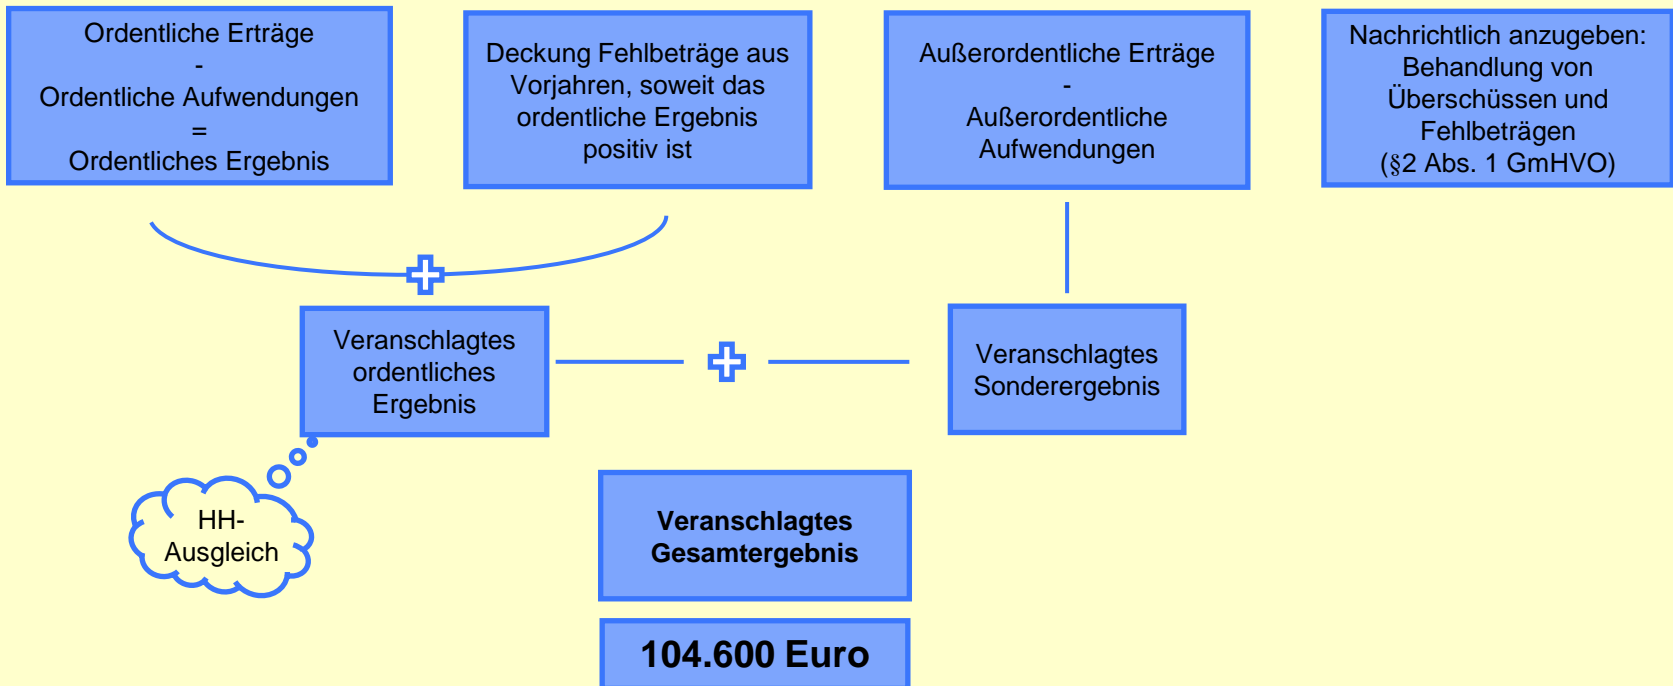 Ordentliche Erträge
-
Ordentliche Aufwendungen
=
Ordentliches Ergebnis
Deckung Fehlbeträge aus
Vorjahren, soweit das
ordentliche Ergebnis
positiv ist
Außerordentliche Erträge
-
Außerordentliche
Aufwendungen
Nachrichtlich anzugeben:
Behandlung von
Überschüssen und
Fehlbeträgen
(§2 Abs. 1 GmHVO)
Veranschlagtes
ordentliches
Ergebnis
Veranschlagtes
Sonderergebnis
HH-
Ausgleich
Veranschlagtes
Gesamtergebnis
104.600 Euro